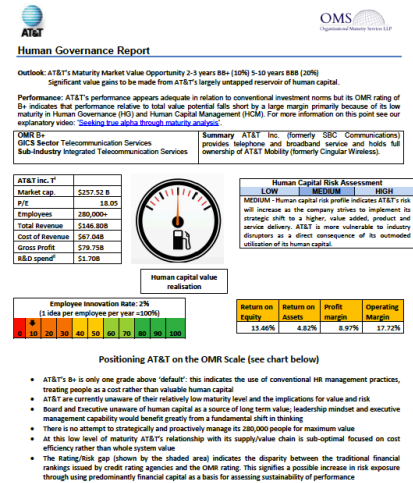 AT&T
OMS
Organizational Maturity Services LLP
Human Governance Report
Outlook: AT&T's Maturity Market Value Opportunity 2-3 years BB+ (10%) 5-10 years BBB (20%)
Significant value gains to be made from AT&T's largely untapped reservoir of human capital.
Performance: AT&T's performance appears adequate in relation to conventional investment norms but its OMR rating of
B+ indicates that performance relative to total value potential falls short by a large margin primarily because of its low
maturity in Human Governance (HG) and Human Capital Management (HCM). For more information on this point see our
explanatory video: 'Seeking true alpha through maturity analysis'.
OMR B+
GICS Sector Telecommunication Services
Sub-Industry Integrated Telecommunication Services
Summary AT&T Inc. (formerly SBC Communications)
provides telephone and broadband service and holds full
ownership of AT&T Mobility (formerly Cingular Wireless).
AT&T Inc.
Market cap. $257.52 B
P/E 18.05
Employees 280,000+
Total Revenue $146.80B
Cost of Revenue $67.04B
Gross Profit $79.75B
R&D spend $1.70B
Human capital value
realisation
Human Capital Risk Assessment
LOW MEDIUM HIGH
MEDIUM - Human capital risk profile indicates AT&T's risk
will increase as the company strives to implement its
strategic shift to a higher, value added, product and
service delivery. AT&T is more vulnerable to industry
disruptors as a direct consequence of its outmoded
utilisation of its human capital.
Employee Innovation Rate: 2%
(1 idea per employee per year =100%)
0 10 20 30 40 50 60 70 80 90 100
Return on Equity Return on Assets Profit margin Operating Margin
13.46% 4.82% 8.97% 17.72%
Positioning AT&T on the OMR Scale (see chart below)
• AT&T'S B+ is only one grade above 'default': this indicates the use of conventional HR management practices,
treating people as a cost rather than valuable human capital
• AT&T are currently unaware of their relatively low maturity level and the implications for value and risk
• Board and Executive unaware of human capital as a source of long term value; leadership mindset and executive
management capability would benefit greatly from a fundamental shift in thinking
• There is no attempt to strategically and proactively manage its 280,000 people for maximum value
• At this low level of maturity AT&T's relationship with its supply/value chain is sub-optimal focused on cost
efficiency rather than whole system value
• The Rating/Risk gap (shown by the shaded area) indicates the disparity between the traditional financial
rankings issued by credit rating agencies and the OMR rating. This signifies a possible increase in risk exposure
through using predominantly financial capital as a basis for assessing sustainability of performance